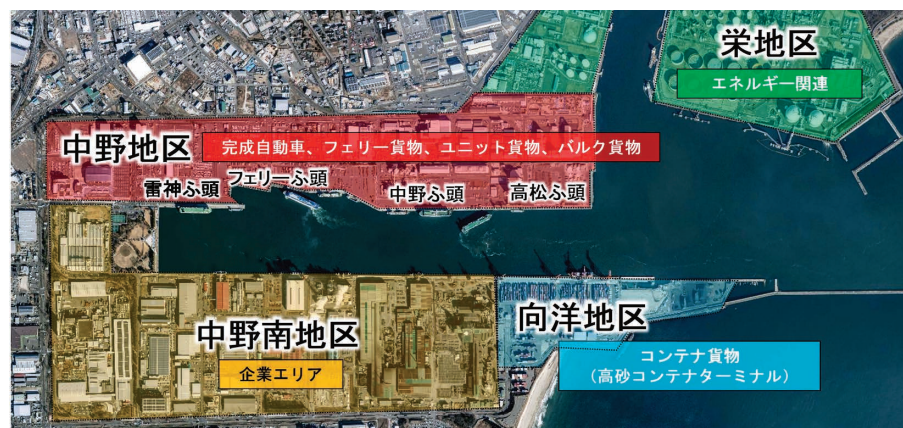 栄地区
エネルギー関連
中野地区
完成自動車、フェリー貨物、ユニット貨物、バルク貨物
雷神ふ頭
フェリーふ頭
中野ふ頭
高松ふ頭
中野南地区
企業エリア
向洋地区
コンテナ貨物
（高砂コンテナターミナル）